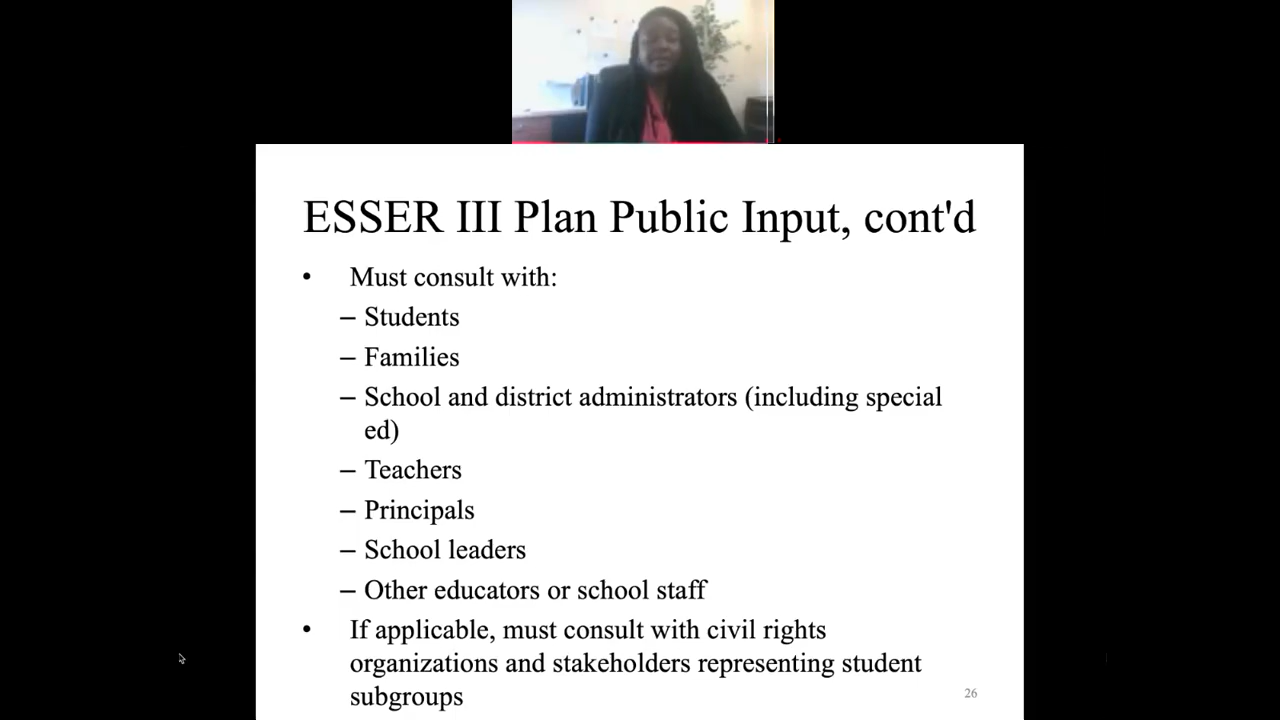 ESSER III Plan Public Input, cont'd
• Must consult with:
– Students
– Families
– School and district administrators (including special
ed)
– Teachers
– Principals
– School leaders
– Other educators or school staff
• If applicable, must consult with civil rights
organizations and stakeholders representing student
subgroups
26